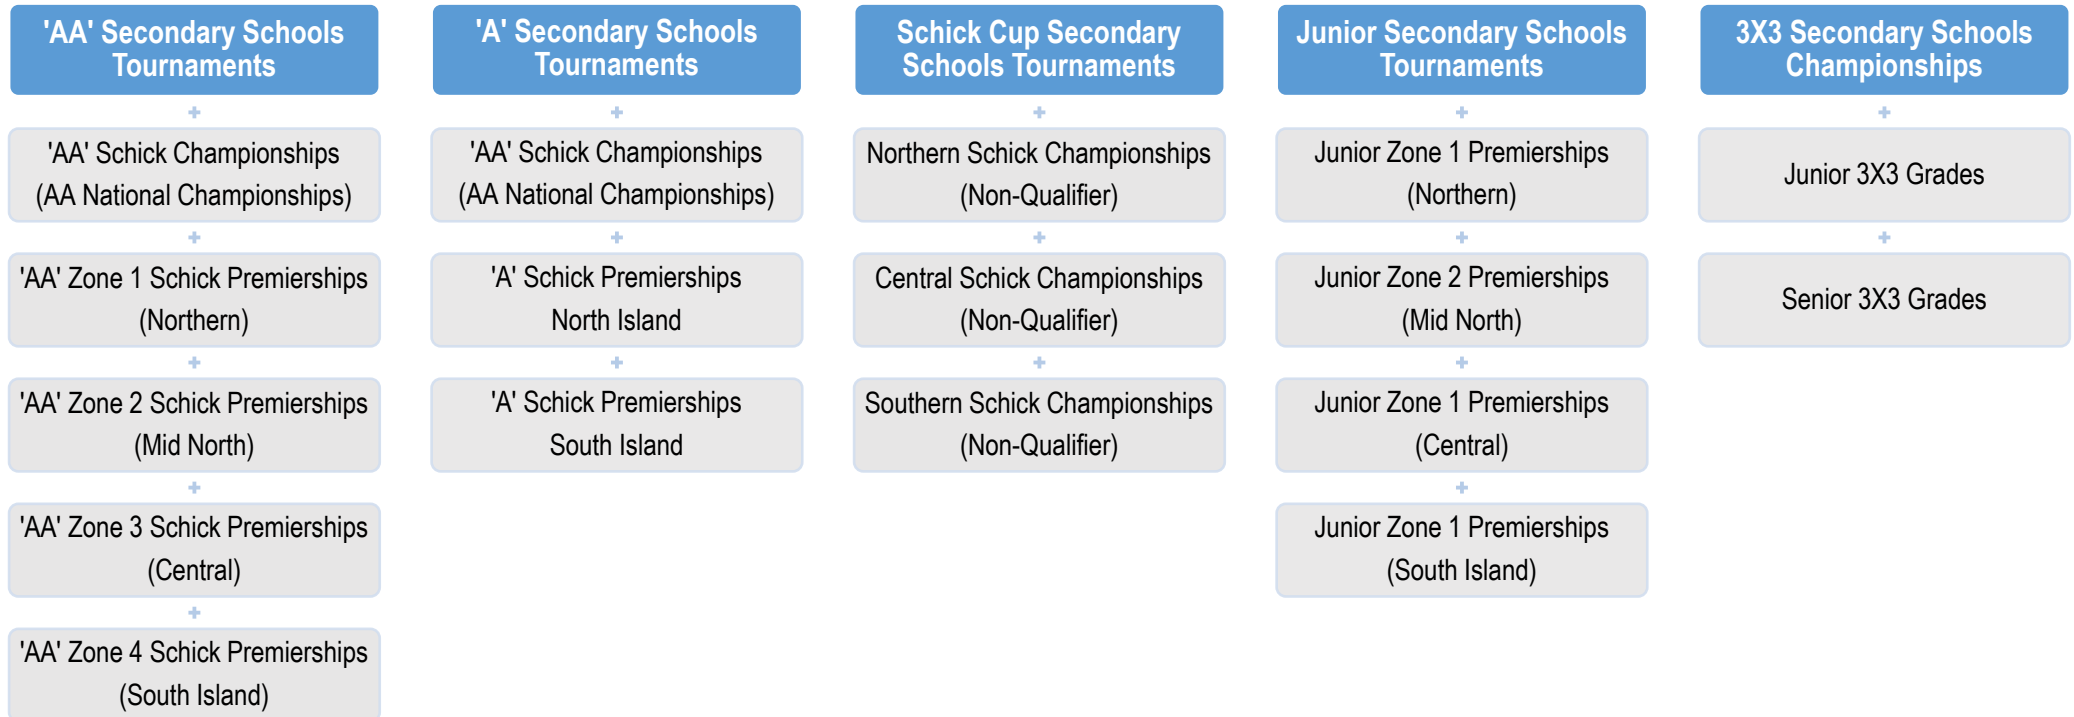 'AA' Secondary Schools
Tournaments
'AA' Schick Championships
(AA National Championships)
'AA' Zone 1 Schick Premierships
(Northern)
'AA' Zone 2 Schick Premierships
(Mid North)
'AA' Zone 3 Schick Premierships
(Central)
'AA' Zone 4 Schick Premierships
(South Island)
'A' Secondary Schools
Tournaments
'AA' Schick Championships
(AA National Championships)
'A' Schick Premierships
North Island
'A' Schick Premierships
South Island
Schick Cup Secondary
Schools Tournaments
Northern Schick Championships
(Non-Qualifier)
Central Schick Championships
(Non-Qualifier)
Southern Schick Championships
(Non-Qualifier)
Junior Secondary Schools
Tournaments
Junior Zone 1 Premierships
(Northern)
Junior Zone 2 Premierships
(Mid North)
Junior Zone 1 Premierships
(Central)
Junior Zone 1 Premierships
(South Island)
3X3 Secondary Schools
Championships
Junior 3X3 Grades
Senior 3X3 Grades